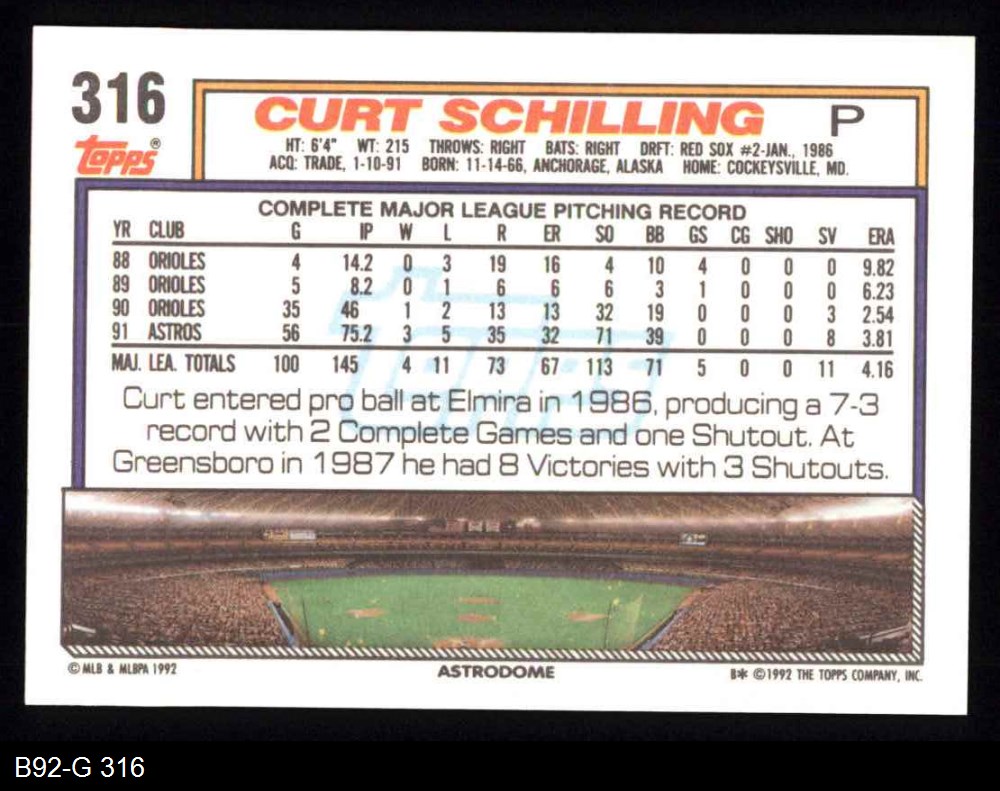 316
Topps®
CURT SCHILLING P
HT: 6'4" WT: 215 THROWS: RIGHT BATS: RIGHT DRFT: RED SOX #2-JAN., 1986
ACQ: TRADE, 1-10-91 BORN: 11-14-66, ANCHORAGE, ALASKA HOME: COCKEYSVILLE, MD.
COMPLETE MAJOR LEAGUE PITCHING RECORD
YR CLUB G IP W L R ER SO BB GS CG SHO SV ERA
88 ORIOLES 4 14.2 0 3 19 16 4 10 4 0 0 0 9.82
89 ORIOLES 5 8.2 0 1 6 6 6 3 1 0 0 0 6.23
90 ORIOLES 35 46 1 2 13 13 32 19 0 0 0 3 2.54
91 ASTROS 56 75.2 3 5 35 32 71 39 0 0 0 8 3.81
MAJ. LEA. TOTALS 100 145 4 11 73 67 113 71 5 0 0 11 4.16
Topps
Curt entered pro ball at Elmira in 1986, producing a 7-3
record with 2 Complete Games and one Shutout. At
Greensboro in 1987 he had 8 Victories with 3 Shutouts.
© MLB & MLBPA 1992 ASTRODOME B* © 1992 THE TOPPS COMPANY, INC.
B92-G 316